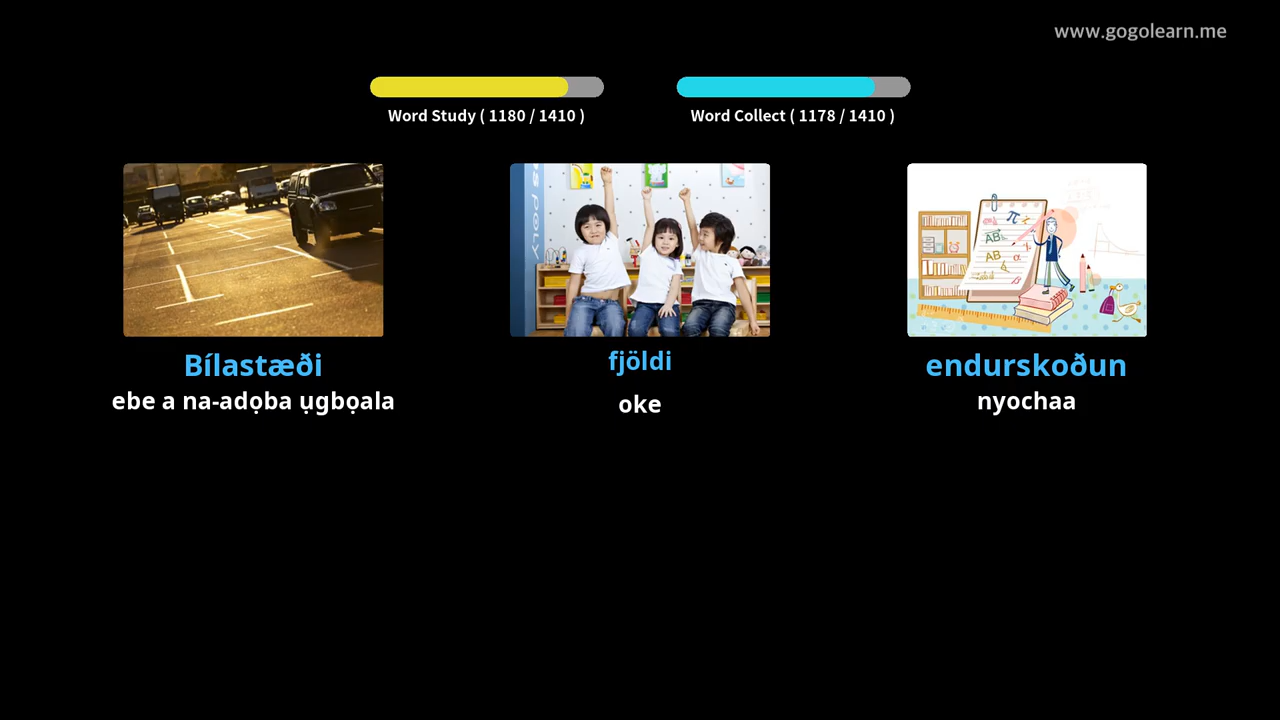 www.gogolearn.me
Word Study ( 1180 / 1410 )
Word Collect ( 1178 / 1410 )
Bílastæði
fjöldi
endurskoðun
ebe a na-adọba ụgbọala
oke
nyochaa